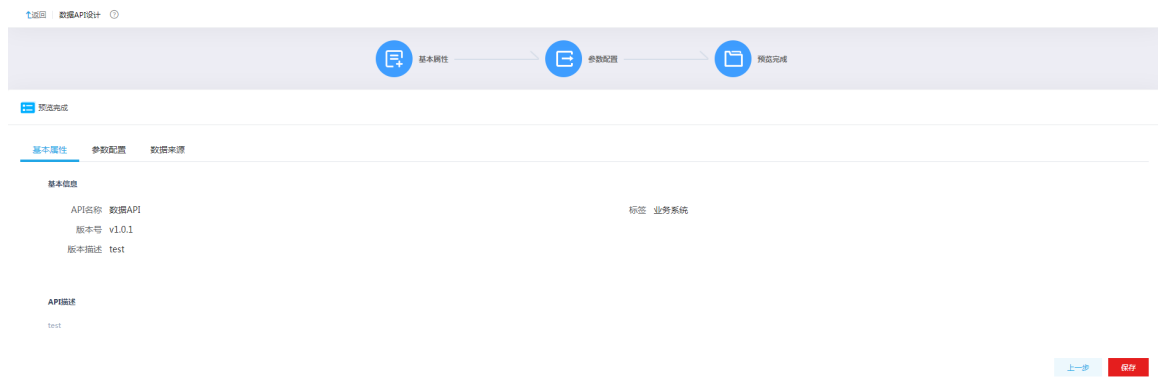 返回 数据API设计
基本属性 参数配置 预览完成
预览完成
基本属性 参数配置 数据来源
基本信息
API名称 数据API 标签 业务系统
版本号 v1.0.1
版本描述 test
API描述
test
上一步 保存